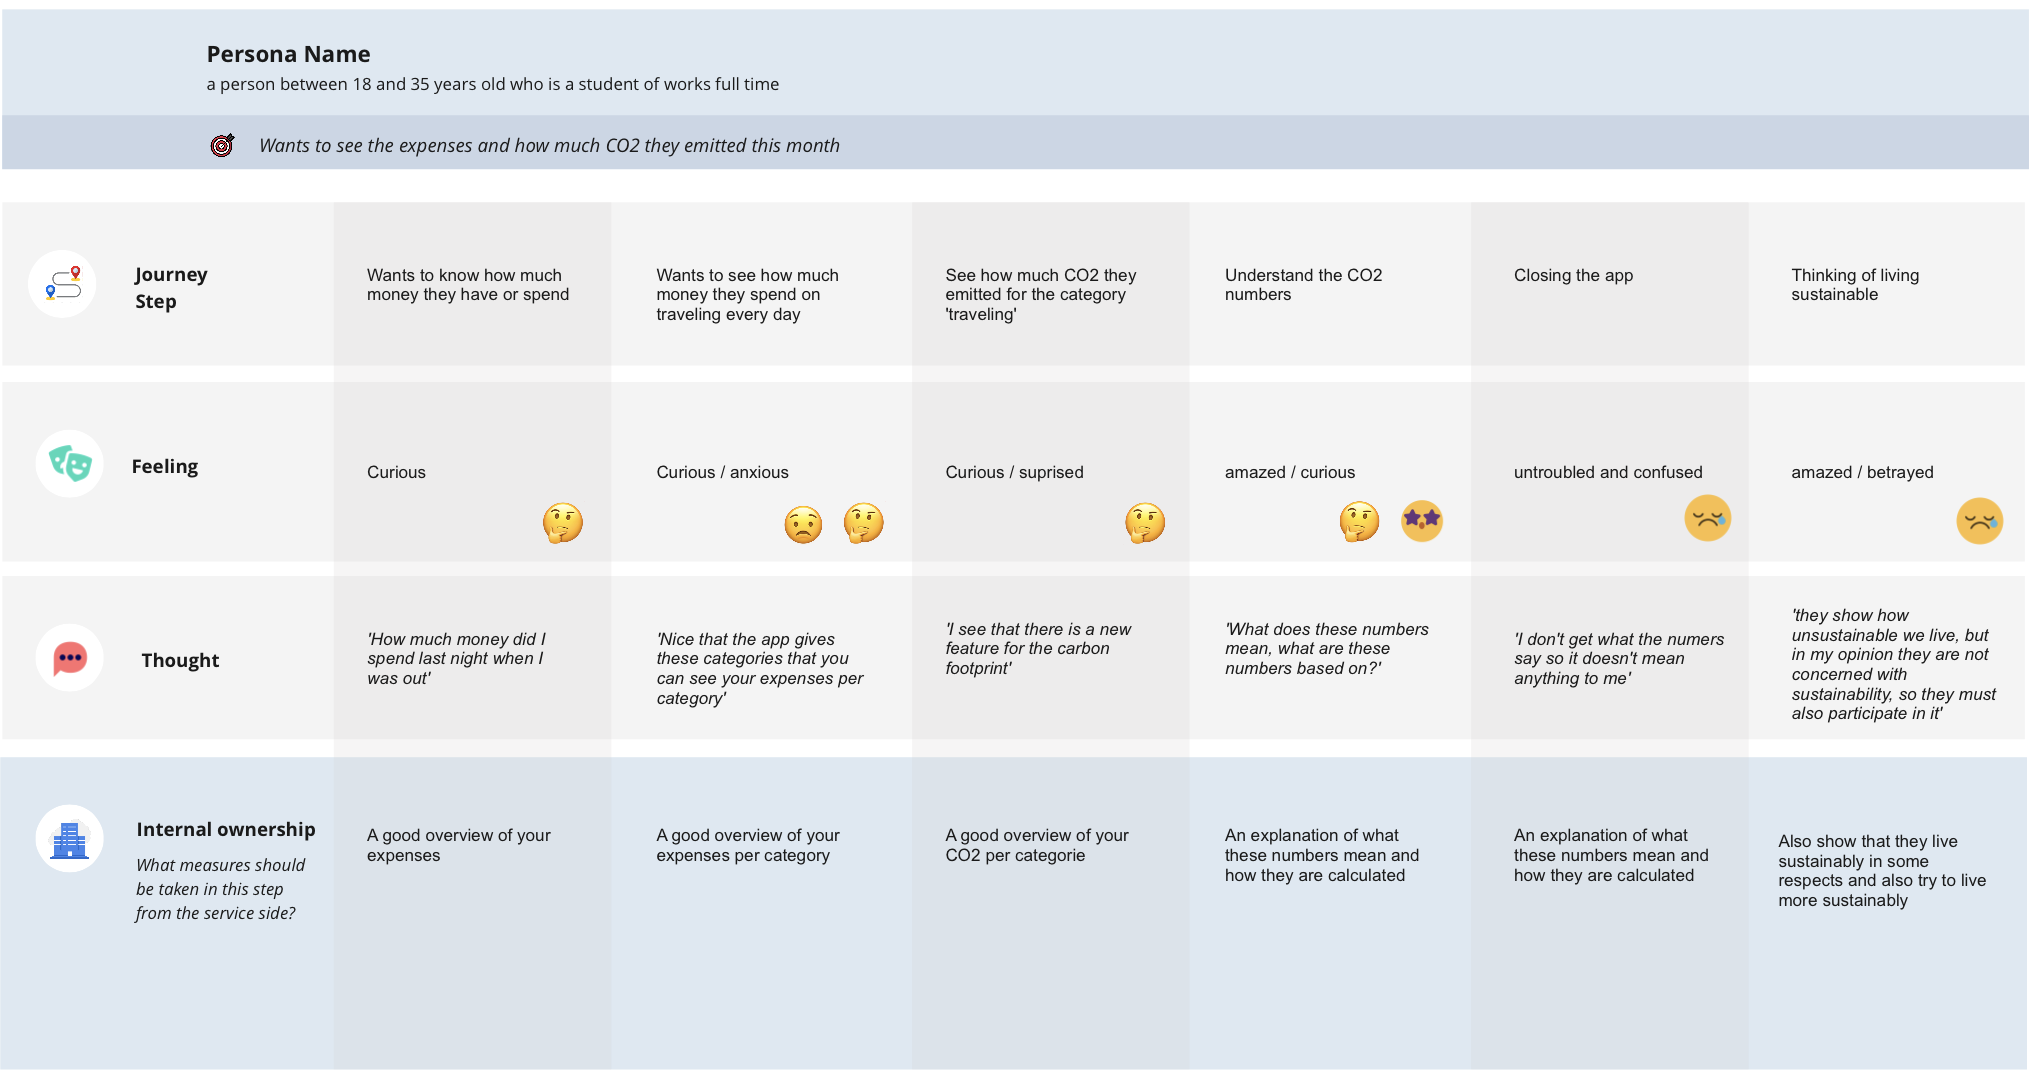 Persona Name
a person between 18 and 35 years old who is a student of works full time
Wants to see the expenses and how much CO2 they emitted this month
Journey
Step
Wants to know how much
money they have or spend
Wants to see how much
money they spend on
traveling every day
See how much CO2 they
emitted for the category
'traveling'
Understand the CO2
numbers
Closing the app
Thinking of living
sustainable
Feeling
Curious
Curious / anxious
Curious / suprised
amazed / curious
untroubled and confused
amazed / betrayed
Thought
'How much money did I
spend last night when I
was out'
'Nice that the app gives
these categories that you
can see your expenses per
category'
'I see that there is a new
feature for the carbon
footprint'
'What does these numbers
mean, what are these
numbers based on?'
'I don't get what the numers
say so it doesn't mean
anything to me'
'they show how
unsustainable we live, but
in my opinion they are not
concerned with
sustainability, so they must
also participate in it'
Internal ownership
What measures should
be taken in this step
from the service side?
A good overview of your
expenses
A good overview of your
expenses per category
A good overview of your
CO2 per categorie
An explanation of what
these numbers mean and
how they are calculated
An explanation of what
these numbers mean and
how they are calculated
Also show that they live
sustainably in some
respects and also try to live
more sustainably